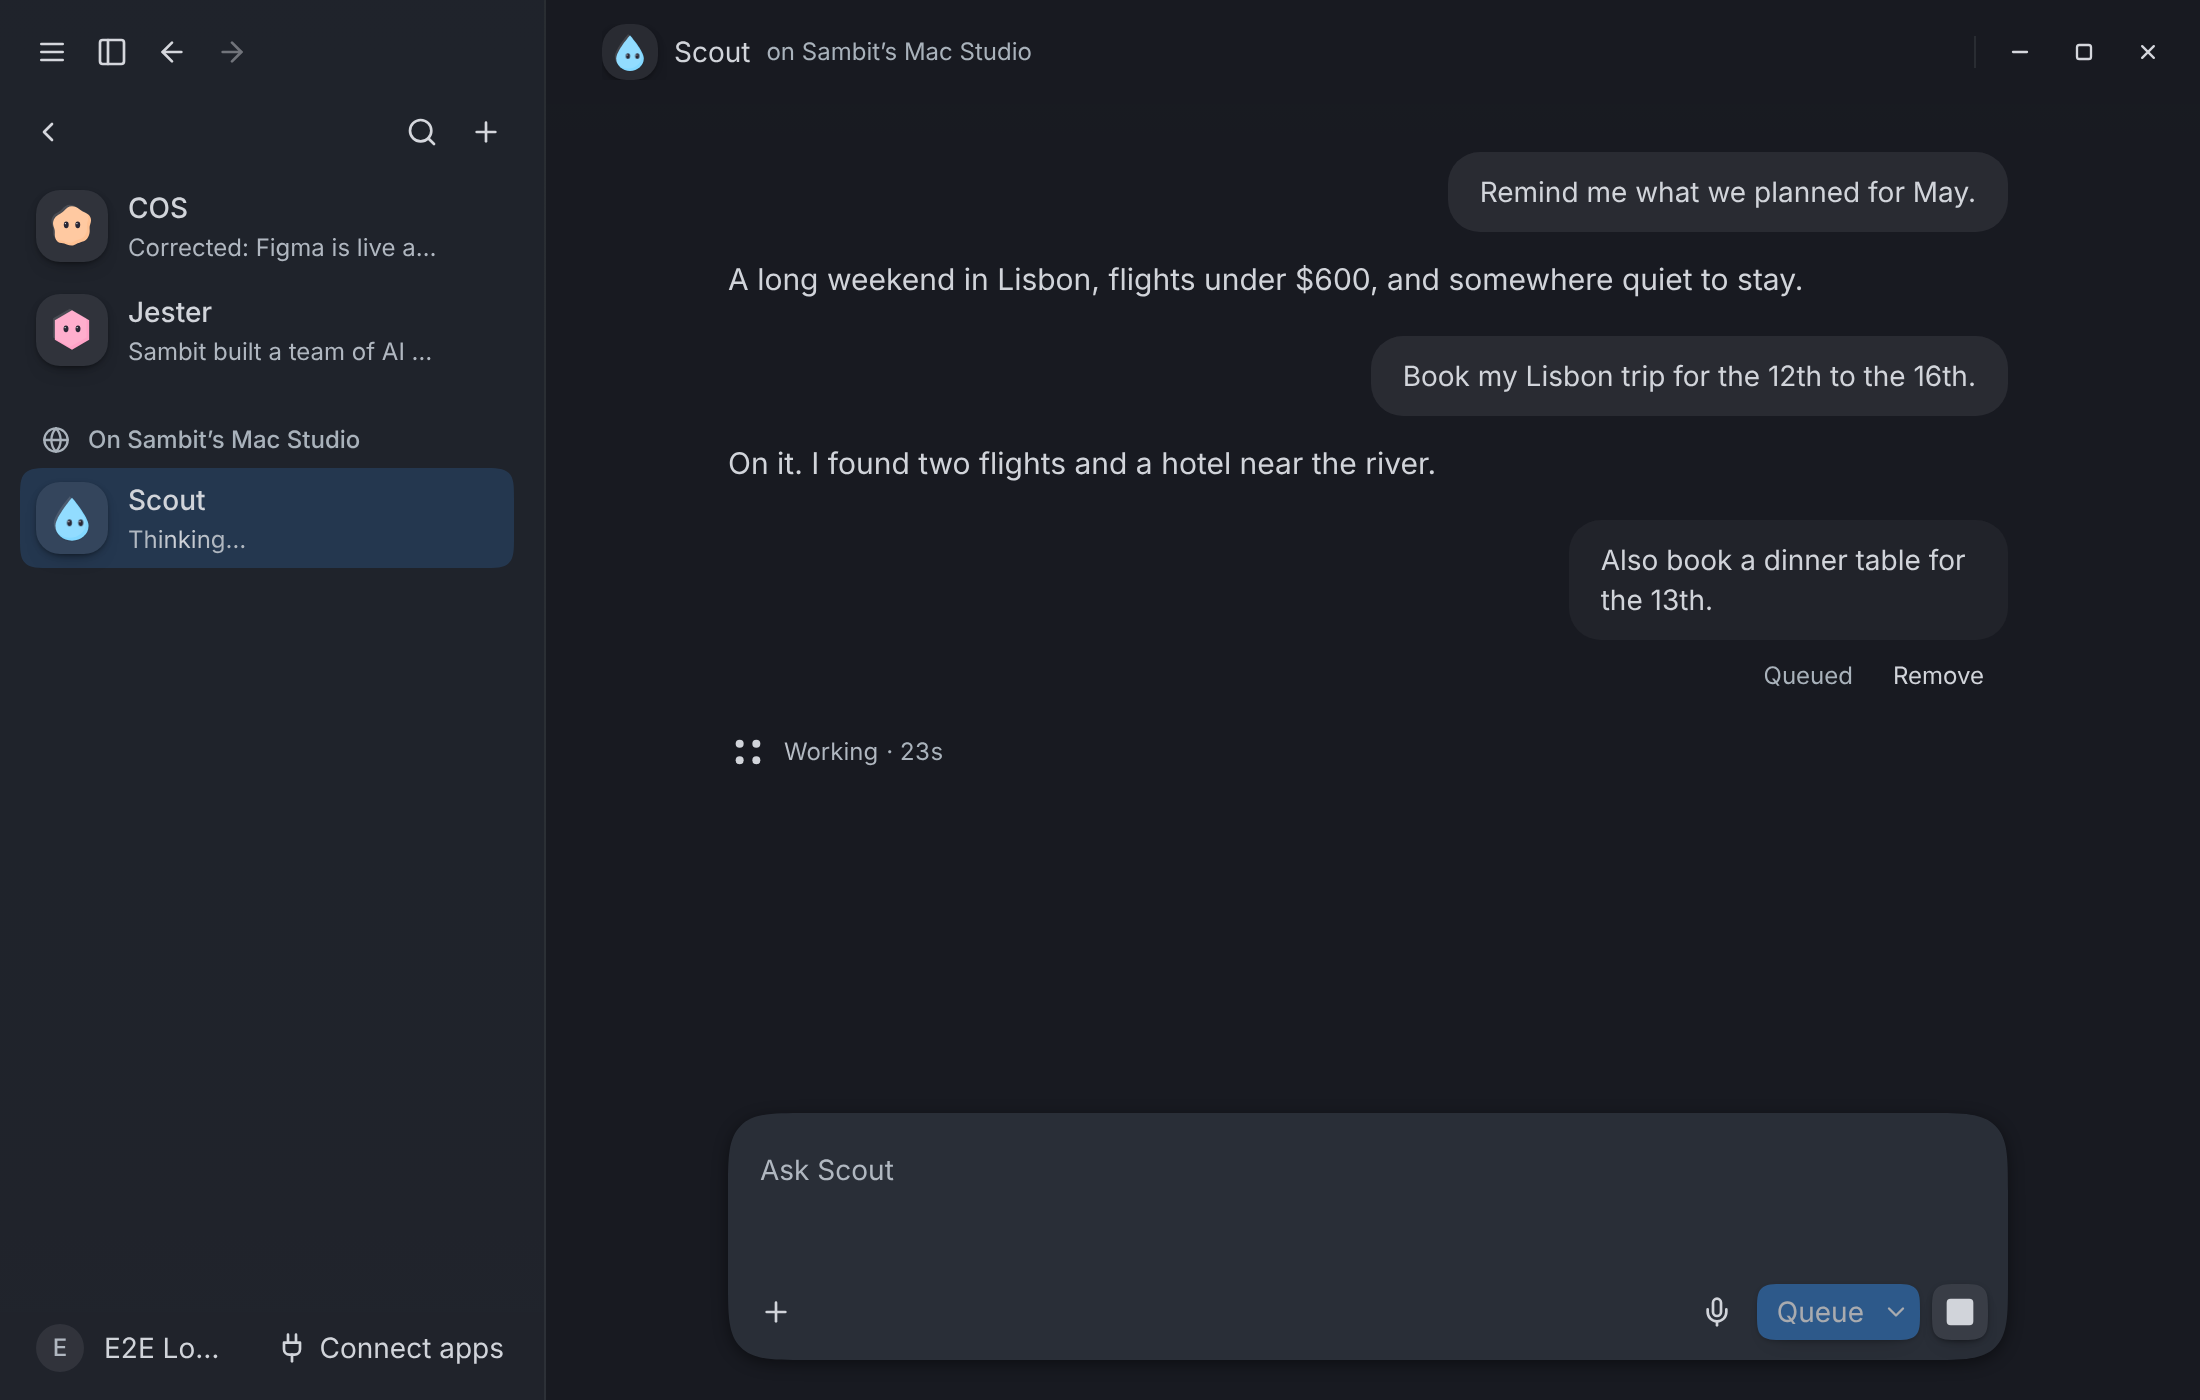 Scout on Sambit’s Mac Studio
COS
Corrected: Figma is live a...
Jester
Sambit built a team of AI ...
On Sambit’s Mac Studio
Scout
Thinking...
E
E2E Lo...
Connect apps
Remind me what we planned for May.
A long weekend in Lisbon, flights under $600, and somewhere quiet to stay.
Book my Lisbon trip for the 12th to the 16th.
On it. I found two flights and a hotel near the river.
Also book a dinner table for
the 13th.
Queued Remove
Working · 23s
Ask Scout
Queue